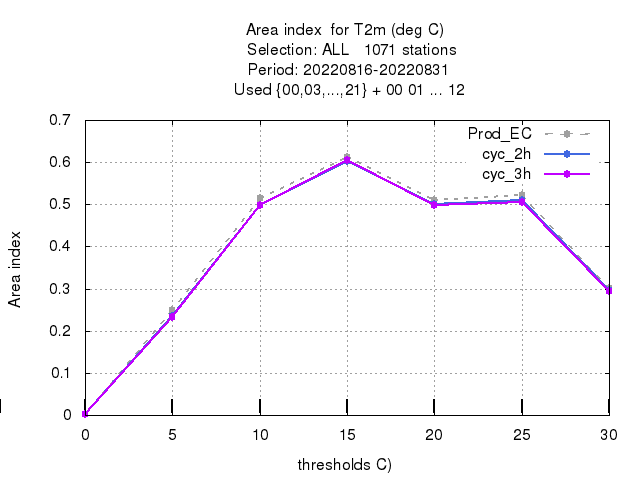 Area index  for T2m (deg C)
Selection: ALL   1071 stations
Period: 20220816-20220831
Used {00,03,...,21} + 00 01 ... 12
Prod_EC
cyc_2h
cyc_3h
0.7
0.6
0.5
0.4
0.3
0.2
0.1
0
Area index
0 5 10 15 20 25 30
thresholds C)